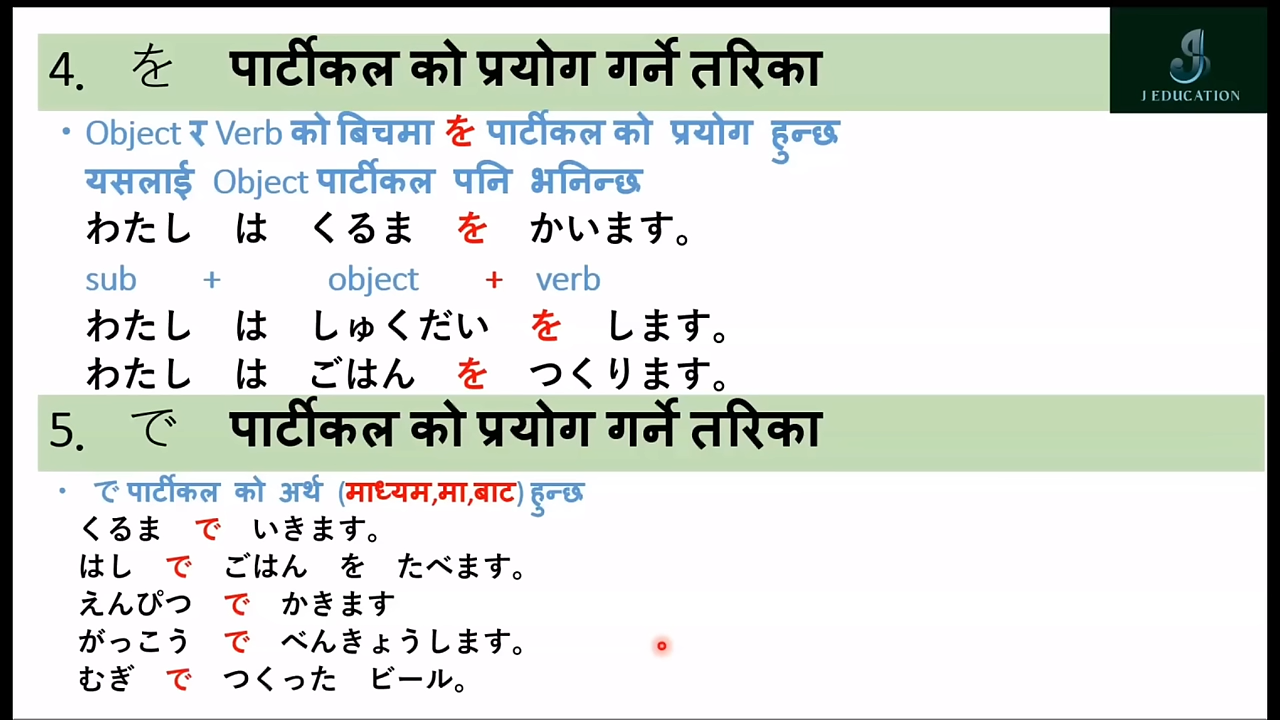 4. を पार्टीकल को प्रयोग गर्ने तरिका
J EDUCATION
• Object र Verb को बिचमा を पार्टीकल को प्रयोग हुन्छ
यसलाई Object पार्टीकल पनि भनिन्छ
わたし は くるま を かいます。
sub + object + verb
わたし は しゅくだい を します。
わたし は ごはん を つくります。
5. で पार्टीकल को प्रयोग गर्ने तरिका
• で पार्टीकल को अर्थ (माध्यम,मा,बाट) हुन्छ
くるま で いきます。
はし で ごはん を たべます。
えんぴつ で かきます
がっこう で べんきょうします。
むぎ で つくった ビール。